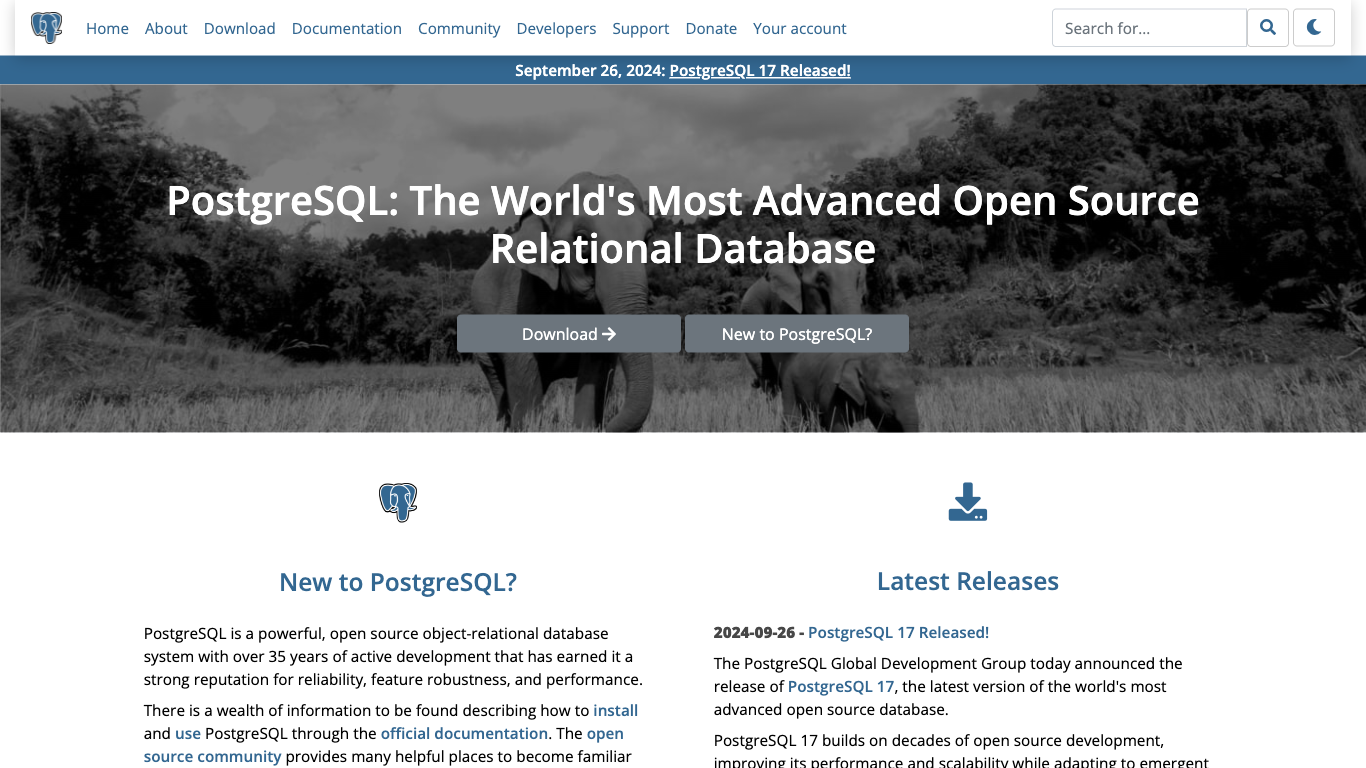 Home About Download Documentation Community Developers Support Donate Your account Search for...
September 26, 2024: PostgreSQL 17 Released!
PostgreSQL: The World's Most Advanced Open Source
Relational Database
Download New to PostgreSQL?
New to PostgreSQL?
PostgreSQL is a powerful, open source object-relational database
system with over 35 years of active development that has earned it a
strong reputation for reliability, feature robustness, and performance.
There is a wealth of information to be found describing how to install
and use PostgreSQL through the official documentation. The open
source community provides many helpful places to become familiar
Latest Releases
2024-09-26 - PostgreSQL 17 Released!
The PostgreSQL Global Development Group today announced the
release of PostgreSQL 17, the latest version of the world's most
advanced open source database.
PostgreSQL 17 builds on decades of open source development,
improving its performance and scalability while adapting to emergent